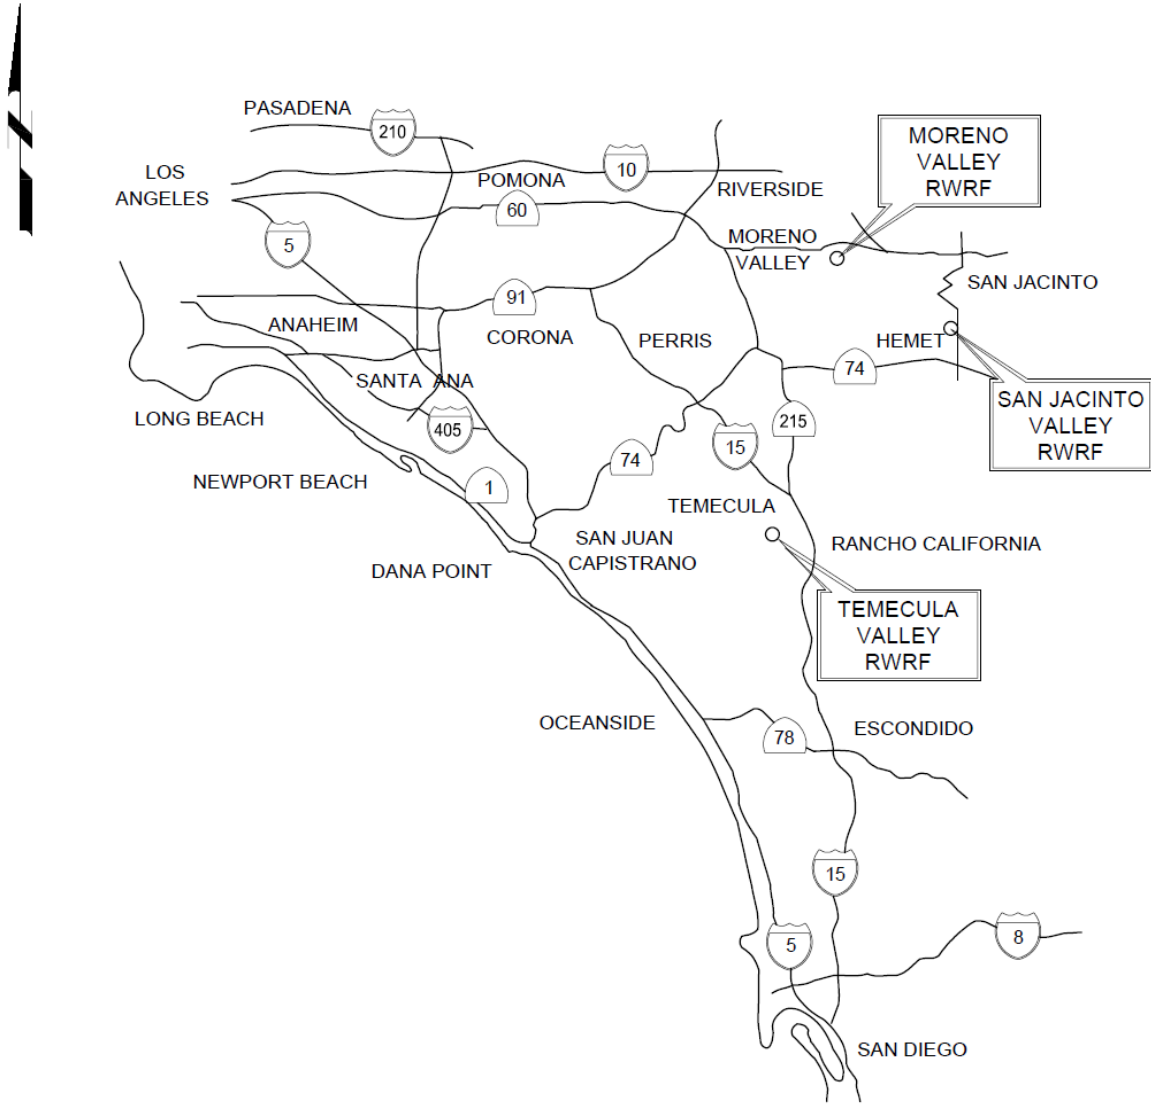 PASADENA
210
MORENO
VALLEY
RWRF
LOS
ANGELES
10
POMONA
RIVERSIDE
60
5
MORENO
VALLEY
SAN JACINTO
91
ANAHEIM
CORONA
PERRIS
HEMET
74
SANTA ANA
SAN JACINTO
VALLEY
RWRF
LONG BEACH
405
215
15
74
NEWPORT BEACH
1
TEMECULA
SAN JUAN
CAPISTRANO
RANCHO CALIFORNIA
DANA POINT
TEMECULA
VALLEY
RWRF
OCEANSIDE
78
ESCONDIDO
15
5
8
SAN DIEGO